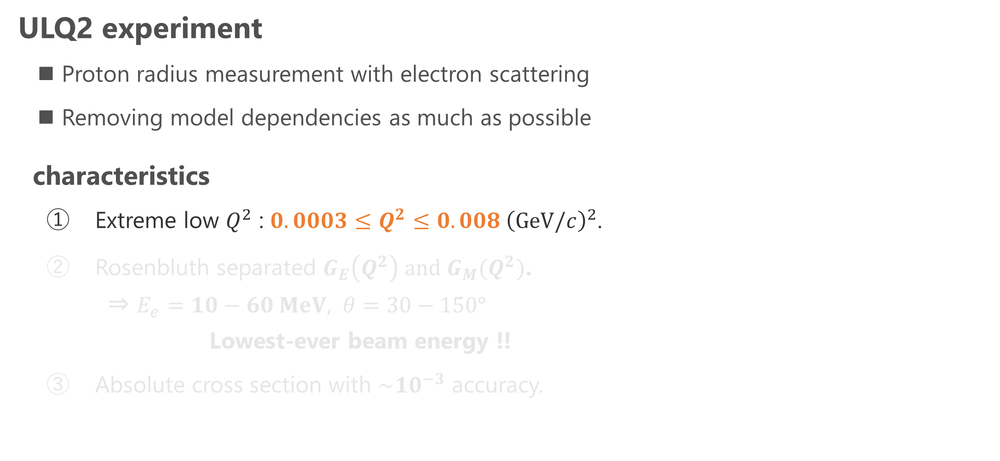 ULQ2 experiment
■ Proton radius measurement with electron scattering
■ Removing model dependencies as much as possible
characteristics
① Extreme low Q² : 0.0003 ≤ Q² ≤ 0.008 (GeV/c)².
② Rosenbluth separated G_E(Q²) and G_M(Q²).
⇒ E_e = 10 − 60 MeV, θ = 30 − 150°
Lowest-ever beam energy !!
③ Absolute cross section with ~10⁻³ accuracy.